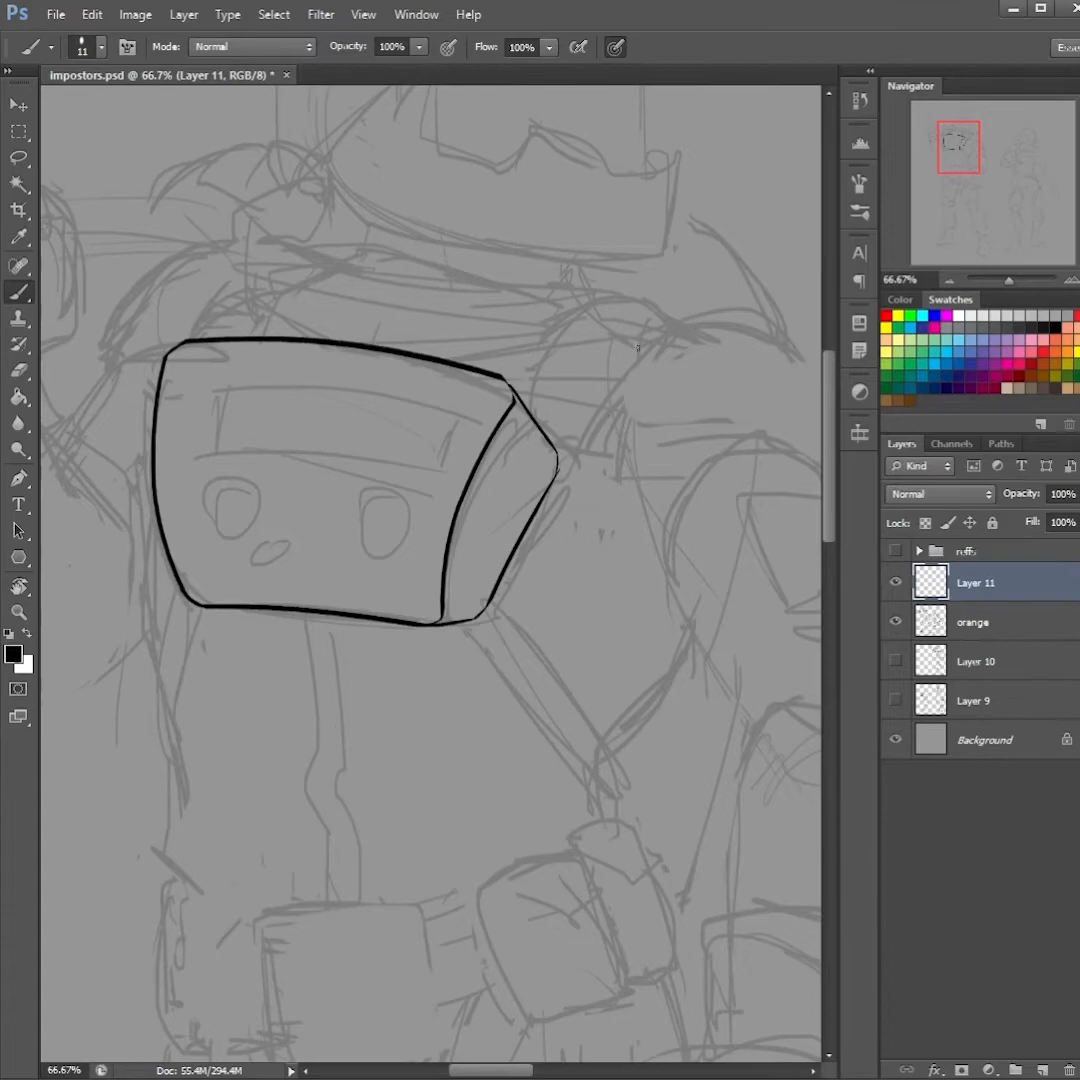 Ps File Edit Image Layer Type Select Filter View Window Help
11 Mode: Normal Opacity: 100% Flow: 100%
impostors.psd @ 66.7% (Layer 11, RGB/8) * ×
Navigator
66.67%
Color Swatches
Layers Channels Paths
Kind
Normal Opacity: 100%
Lock: Fill: 100%
reffs
Layer 11
orange
Layer 10
Layer 9
Background
66.67% Doc: 55.4M/294.4M
fx